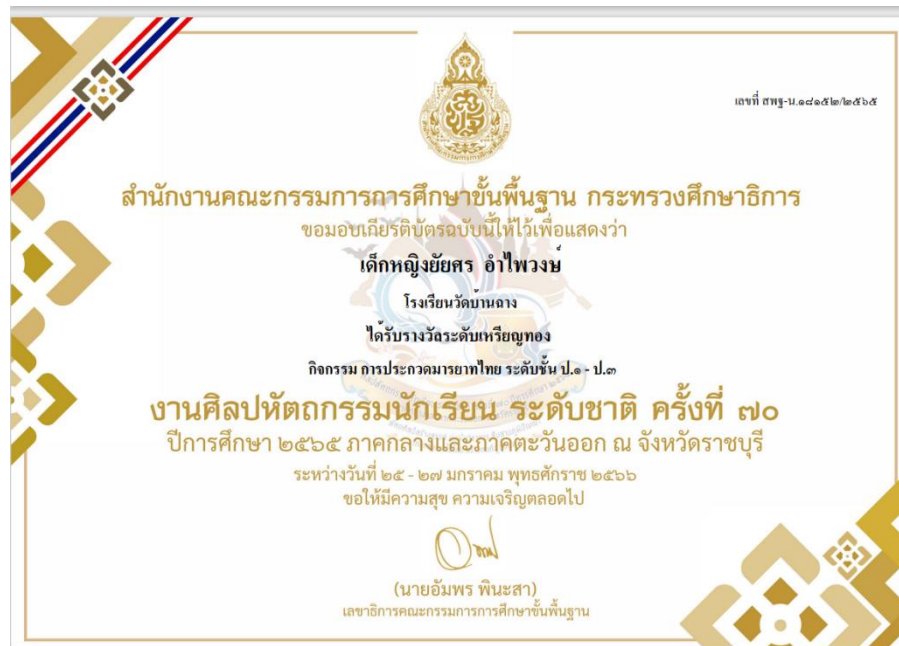 เลขที่ สพฐ-น.๑๘๑๕๒/๒๕๖๕
สำนักงานคณะกรรมการการศึกษาขั้นพื้นฐาน กระทรวงศึกษาธิการ
ขอมอบเกียรติบัตรฉบับนี้ให้ไว้เพื่อแสดงว่า
เด็กหญิงยัยศร อำไพวงษ์
โรงเรียนวัดบ้านฉาง
ได้รับรางวัลระดับเหรียญทอง
กิจกรรม การประกวดมารยาทไทย ระดับชั้น ป.๑ - ป.๓
งานศิลปหัตถกรรมนักเรียน ระดับชาติ ครั้งที่ ๗๐
ปีการศึกษา ๒๕๖๕ ภาคกลางและภาคตะวันออก ณ จังหวัดราชบุรี
ระหว่างวันที่ ๒๕ - ๒๗ มกราคม พุทธศักราช ๒๕๖๖
ขอให้มีความสุข ความเจริญตลอดไป
(นายอัมพร พินะสา)
เลขาธิการคณะกรรมการการศึกษาขั้นพื้นฐาน